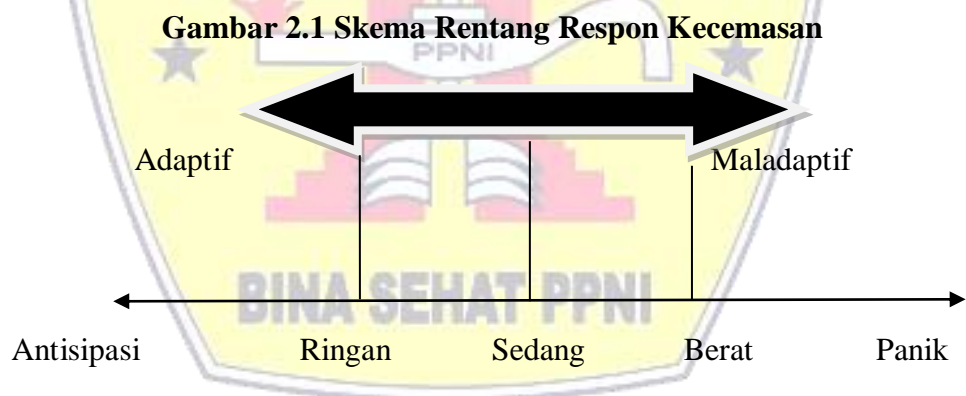 Gambar 2.1 Skema Rentang Respon Kecemasan
PPNI
Adaptif Maladaptif
BINA SEHAT PPNI
Antisipasi Ringan Sedang Berat Panik